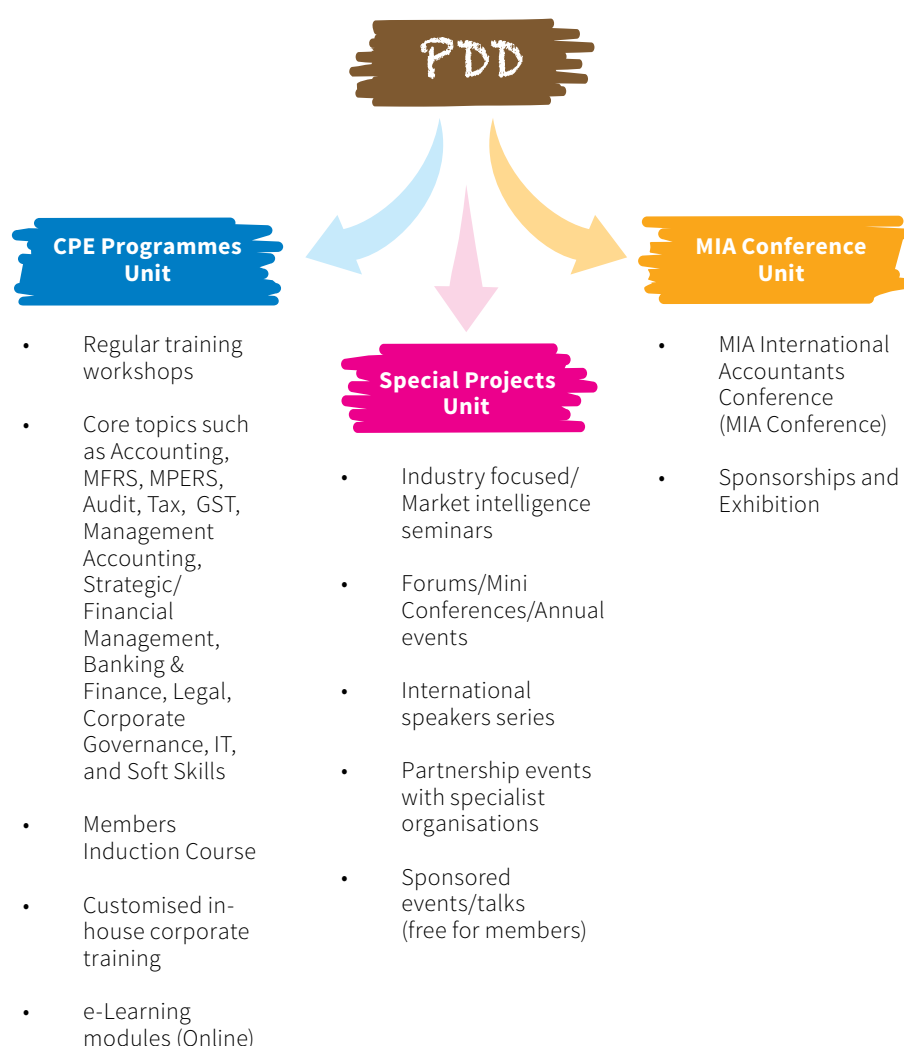 PDD
CPE Programmes
Unit
• Regular training
workshops
• Core topics such
as Accounting,
MFRS, MPERS,
Audit, Tax, GST,
Management
Accounting,
Strategic/
Financial
Management,
Banking &
Finance, Legal,
Corporate
Governance, IT,
and Soft Skills
• Members
Induction Course
• Customised in-
house corporate
training
• e-Learning
modules (Online)
Special Projects
Unit
• Industry focused/
Market intelligence
seminars
• Forums/Mini
Conferences/Annual
events
• International
speakers series
• Partnership events
with specialist
organisations
• Sponsored
events/talks
(free for members)
MIA Conference
Unit
• MIA International
Accountants
Conference
(MIA Conference)
• Sponsorships and
Exhibition